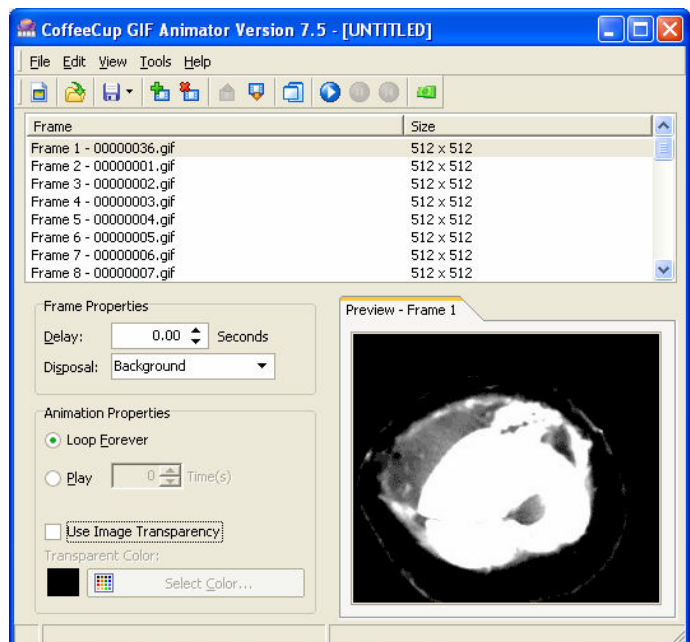 CoffeeCup GIF Animator Version 7.5 - [UNTITLED]
File Edit View Tools Help
Frame Size
Frame 1 - 00000036.gif 512 x 512
Frame 2 - 00000001.gif 512 x 512
Frame 3 - 00000002.gif 512 x 512
Frame 4 - 00000003.gif 512 x 512
Frame 5 - 00000004.gif 512 x 512
Frame 6 - 00000005.gif 512 x 512
Frame 7 - 00000006.gif 512 x 512
Frame 8 - 00000007.gif 512 x 512
Frame Properties
Delay: 0.00 Seconds
Disposal: Background
Animation Properties
Loop Forever
Play 0 Time(s)
Use Image Transparency
Transparent Color:
Select Color...
Preview - Frame 1